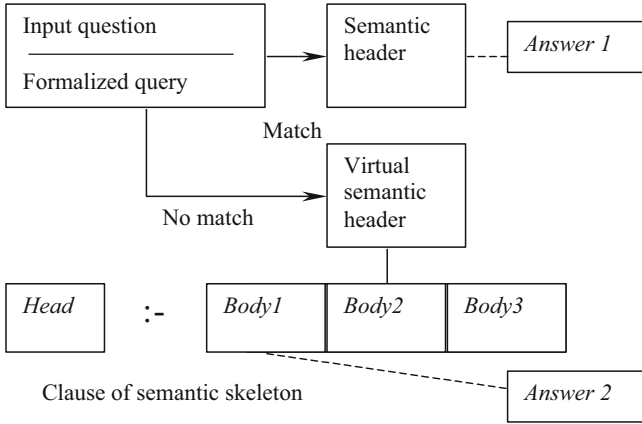 Input question
Formalized query
Semantic
header
Answer 1
Match
Virtual
semantic
header
No match
Head
:-
Body1
Body2
Body3
Clause of semantic skeleton
Answer 2